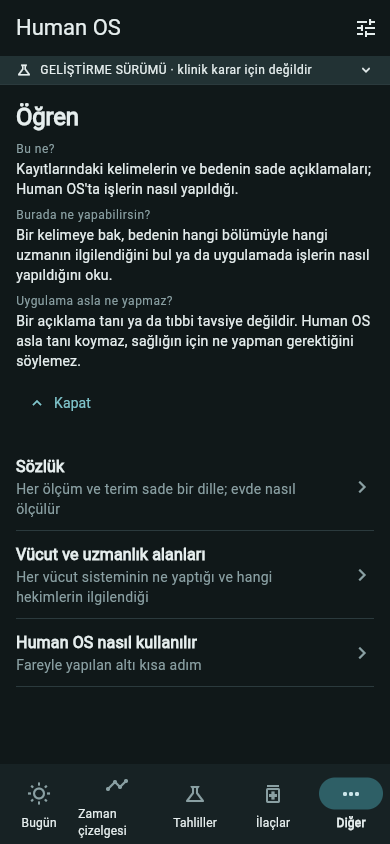 Human OS
GELİŞTİRME SÜRÜMÜ · klinik karar için değildir
Öğren
Bu ne?
Kayıtlarındaki kelimelerin ve bedenin sade açıklamaları;
Human OS'ta işlerin nasıl yapıldığı.
Burada ne yapabilirsin?
Bir kelimeye bak, bedenin hangi bölümüyle hangi
uzmanın ilgilendiğini bul ya da uygulamada işlerin nasıl
yapıldığını oku.
Uygulama asla ne yapmaz?
Bir açıklama tanı ya da tıbbi tavsiye değildir. Human OS
asla tanı koymaz, sağlığın için ne yapman gerektiğini
söylemez.
Kapat
Sözlük
Her ölçüm ve terim sade bir dille; evde nasıl
ölçülür
Vücut ve uzmanlık alanları
Her vücut sisteminin ne yaptığı ve hangi
hekimlerin ilgilendiği
Human OS nasıl kullanılır
Fareyle yapılan altı kısa adım
Bugün
Zaman
çizelgesi
Tahliller
İlaçlar
Diğer